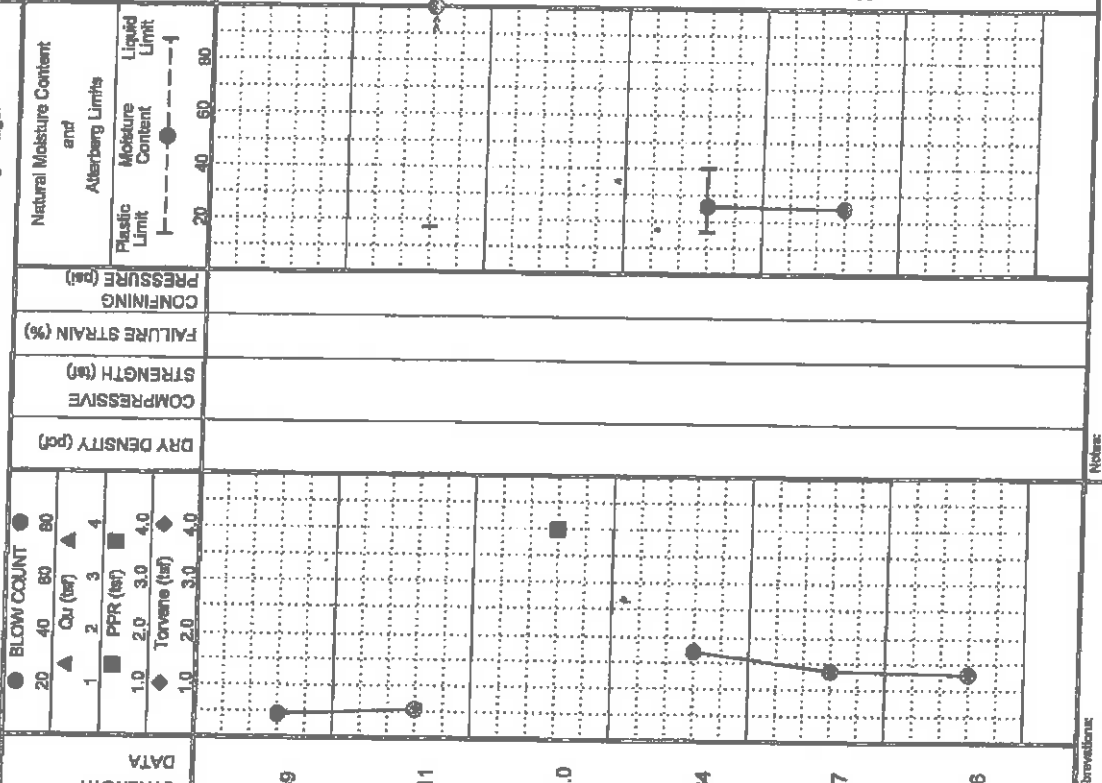 DATA
9
11
.0
4
7
6
BLOW COUNT
20 40 60 80
Qu (tsf)
1 2 3 4
PPR (tsf)
1.0 2.0 3.0 4.0
Torvane (tsf)
1.0 2.0 3.0 4.0
DRY DENSITY (pcf)
COMPRESSIVE
STRENGTH (tsf)
FAILURE STRAIN (%)
CONFINING
PRESSURE (psi)
Natural Moisture Content
and
Atterberg Limits
Plastic Moisture Liquid
Limit Content Limit
20 40 60 80
Notes: